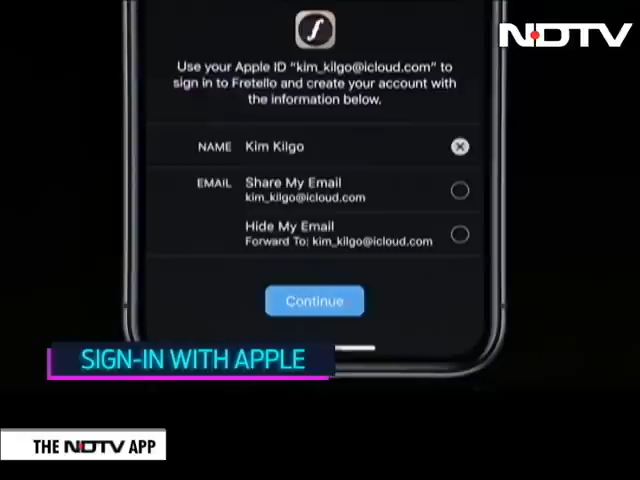 NDTV
Use your Apple ID "kim_kilgo@icloud.com" to
sign in to Fretello and create your account with
the information below.
NAME Kim Kilgo
EMAIL Share My Email
kim_kilgo@icloud.com
Hide My Email
Forward To: kim_kilgo@icloud.com
Continue
SIGN-IN WITH APPLE
THE NDTV APP